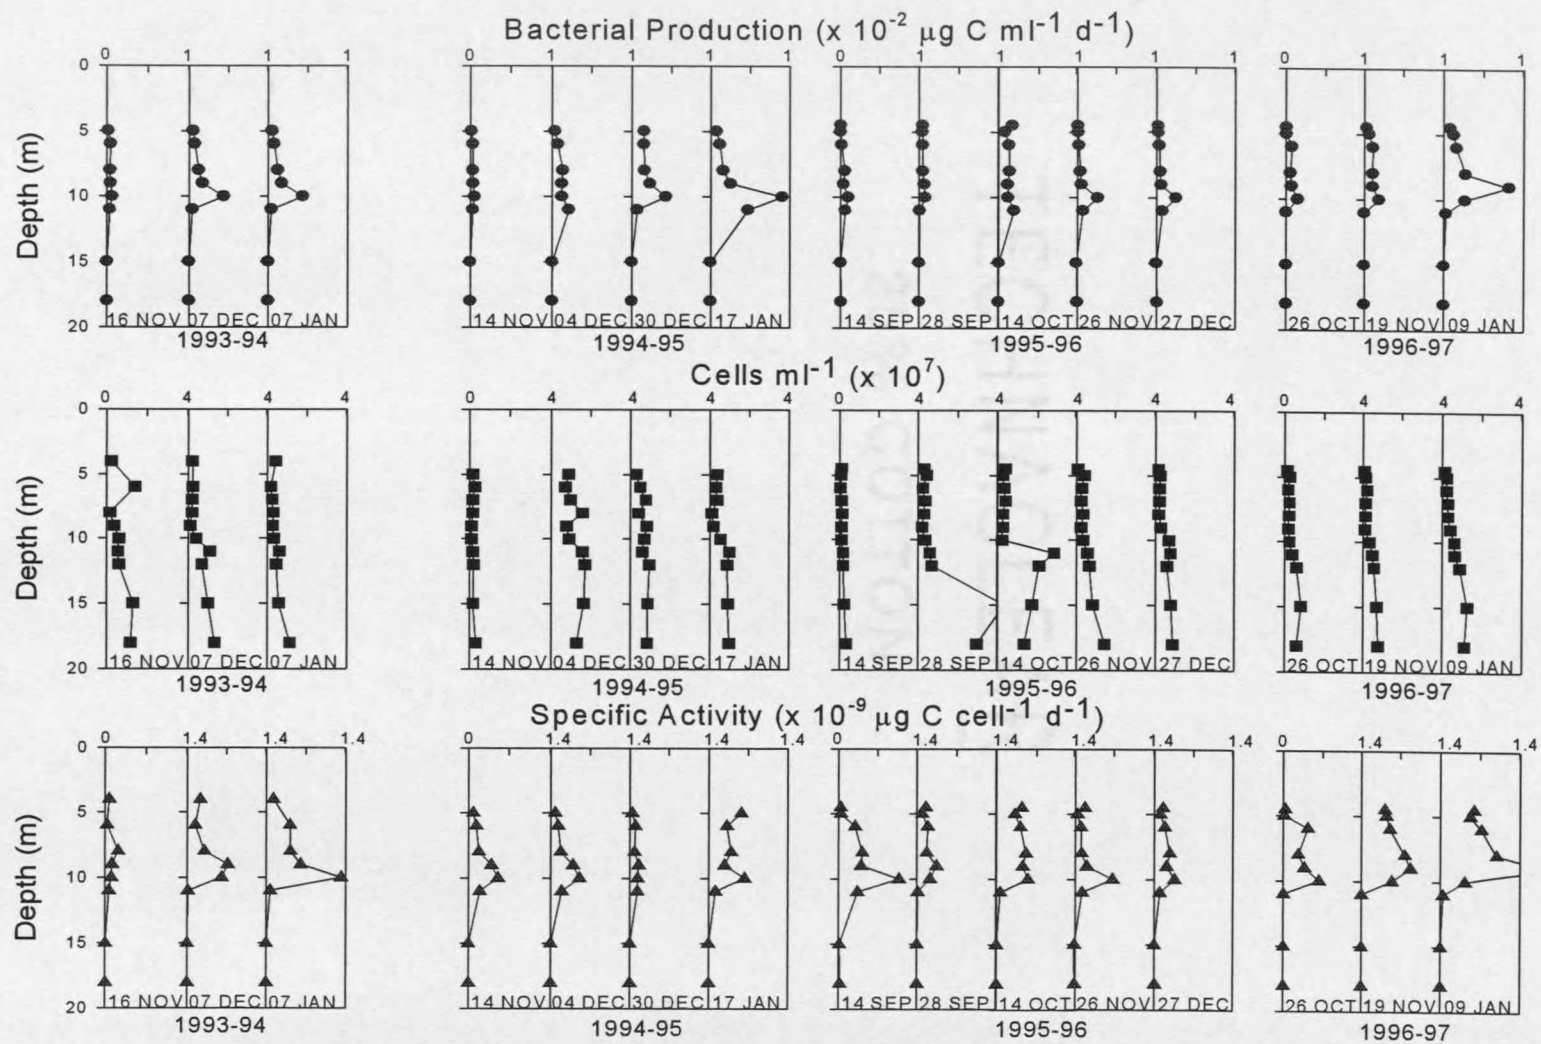 Bacterial Production (x 10⁻² µg C ml⁻¹ d⁻¹)
0 1 1 1 0 1 1 1 1 0 1 1 1 1 1 0 1 1 1
Depth (m)
0
5
10
15
20
16 NOV 07 DEC 07 JAN 14 NOV 04 DEC 30 DEC 17 JAN 14 SEP 28 SEP 14 OCT 26 NOV 27 DEC 26 OCT 19 NOV 09 JAN
1993-94 1994-95 1995-96 1996-97
Cells ml⁻¹ (x 10⁷)
0 4 4 4 0 4 4 4 4 0 4 4 4 4 4 0 4 4 4
Depth (m)
0
5
10
15
20
16 NOV 07 DEC 07 JAN 14 NOV 04 DEC 30 DEC 17 JAN 14 SEP 28 SEP 14 OCT 26 NOV 27 DEC 26 OCT 19 NOV 09 JAN
1993-94 1994-95 1995-96 1996-97
Specific Activity (x 10⁻⁹ µg C cell⁻¹ d⁻¹)
0 1.4 1.4 1.4 0 1.4 1.4 1.4 1.4 0 1.4 1.4 1.4 1.4 1.4 0 1.4 1.4 1.4
Depth (m)
0
5
10
15
20
16 NOV 07 DEC 07 JAN 14 NOV 04 DEC 30 DEC 17 JAN 14 SEP 28 SEP 14 OCT 26 NOV 27 DEC 26 OCT 19 NOV 09 JAN
1993-94 1994-95 1995-96 1996-97